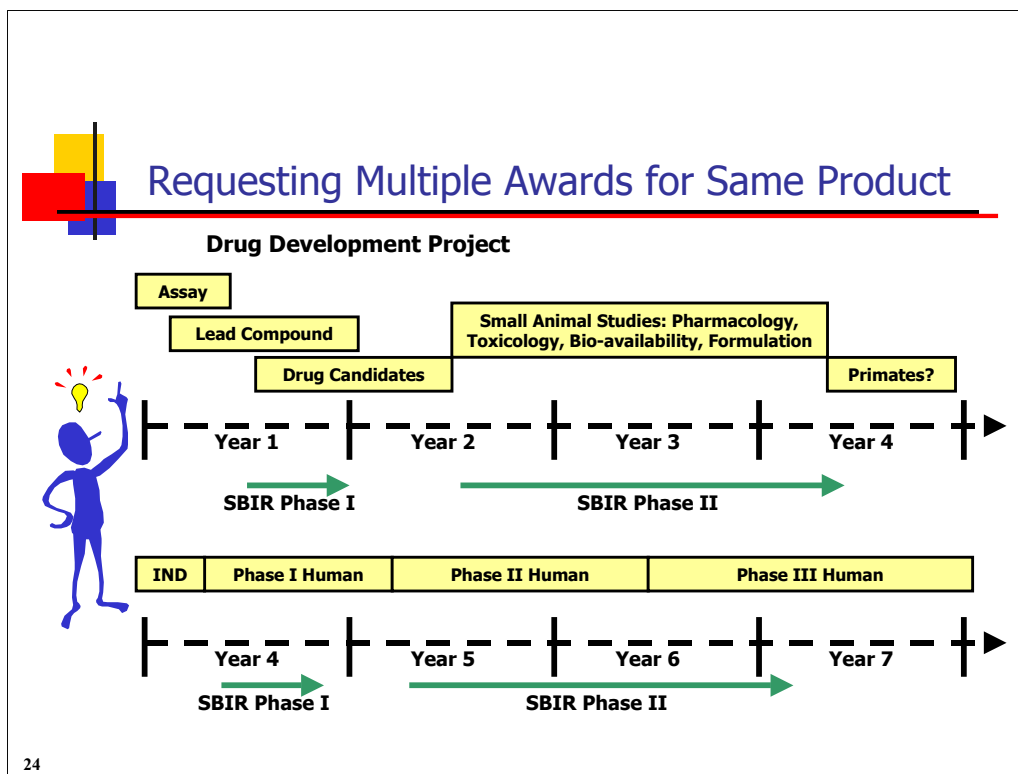 Requesting Multiple Awards for Same Product
Drug Development Project
Assay
Lead Compound
Small Animal Studies: Pharmacology,
Toxicology, Bio-availability, Formulation
Drug Candidates
Primates?
Year 1
Year 2
Year 3
Year 4
SBIR Phase I
SBIR Phase II
IND
Phase I Human
Phase II Human
Phase III Human
Year 4
Year 5
Year 6
Year 7
SBIR Phase I
SBIR Phase II
24